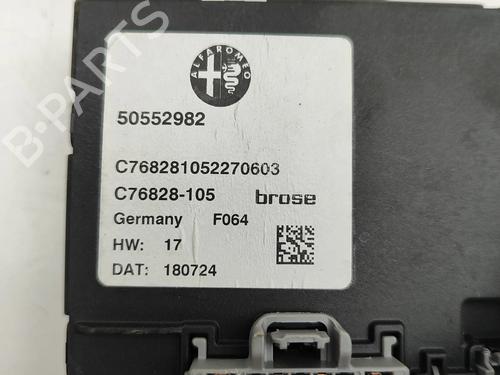 B-PARTS
ALFA ROMEO
50552982
C768281052270603
C76828-105 brose
Germany F064
HW: 17
DAT: 180724